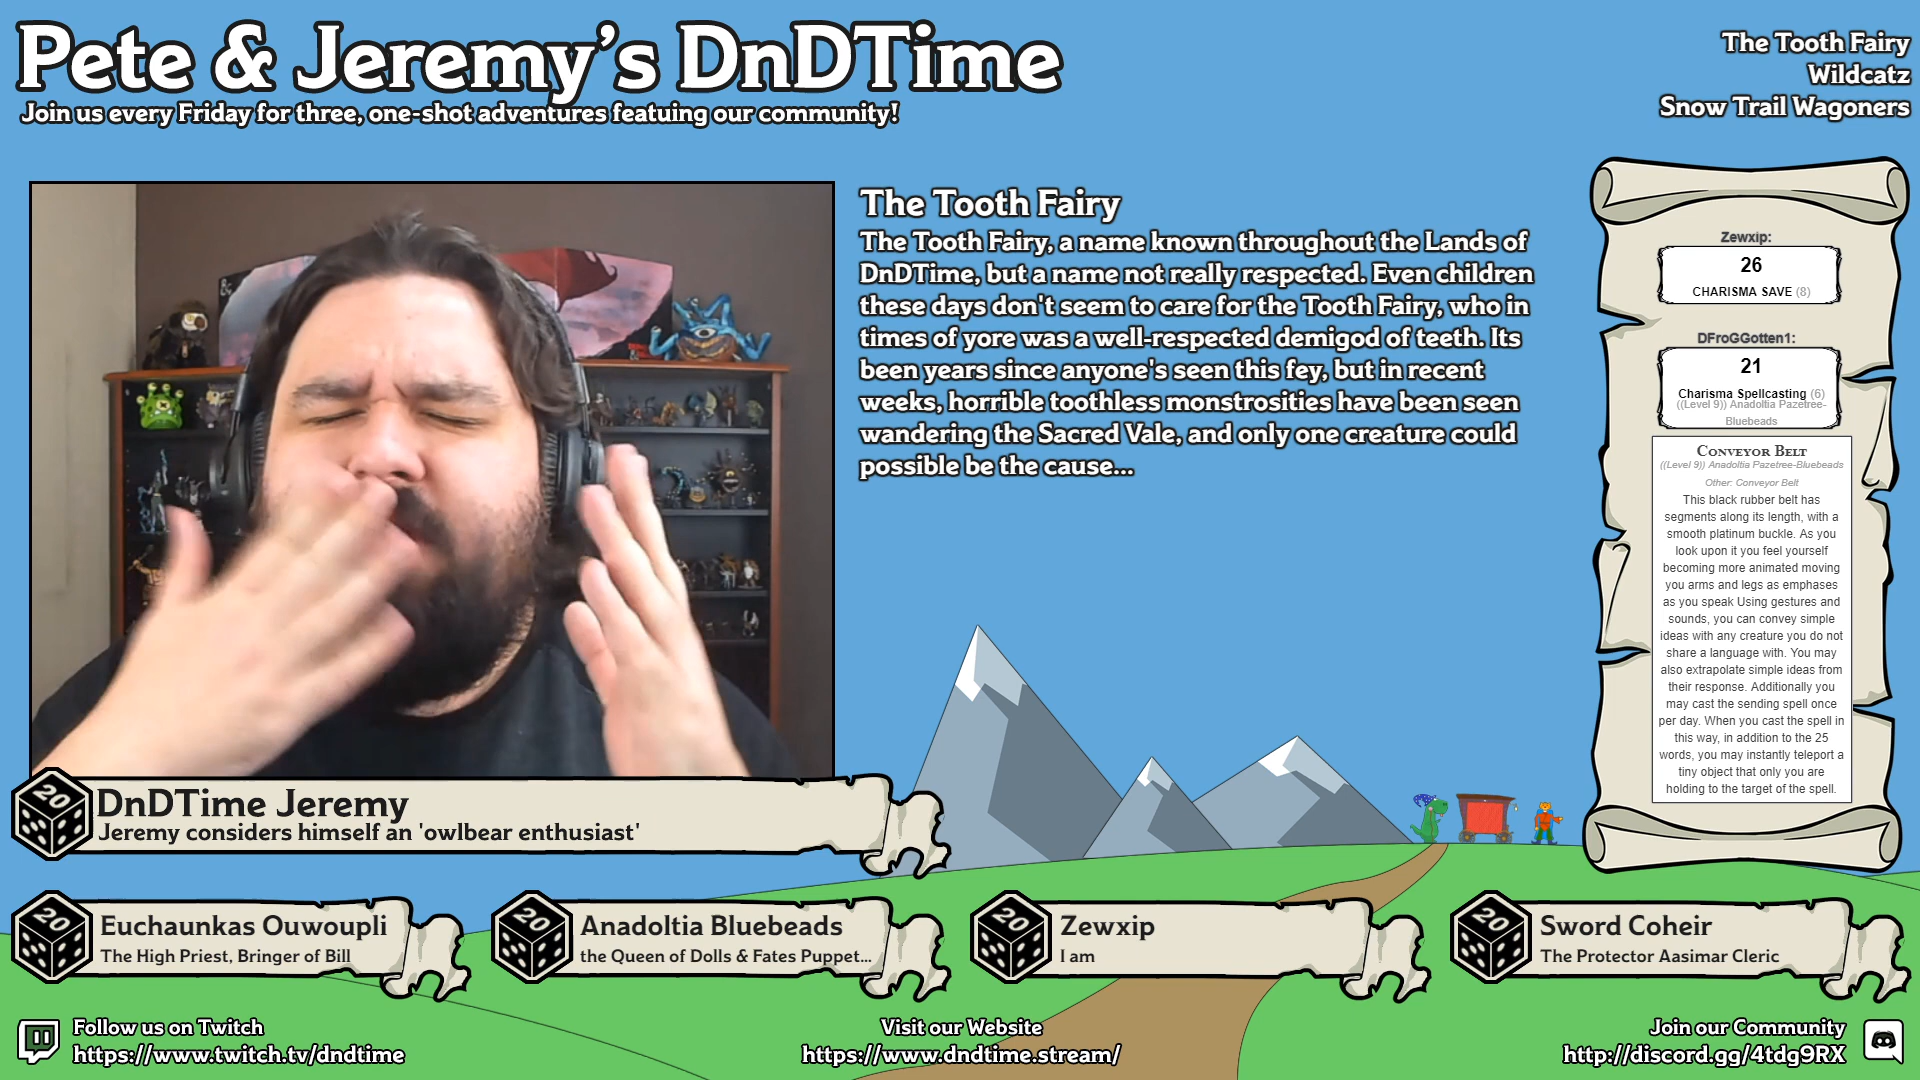 Pete & Jeremy's DnDTime
Join us every Friday for three, one-shot adventures featuing our community!
The Tooth Fairy
Wildcatz
Snow Trail Wagoners
The Tooth Fairy
The Tooth Fairy, a name known throughout the Lands of
DnDTime, but a name not really respected. Even children
these days don't seem to care for the Tooth Fairy, who in
times of yore was a well-respected demigod of teeth. Its
been years since anyone's seen this fey, but in recent
weeks, horrible toothless monstrosities have been seen
wandering the Sacred Vale, and only one creature could
possible be the cause...
Zewxip:
26
CHARISMA SAVE (8)
DFroGGotten1:
21
Charisma Spellcasting (6)
((Level 9)) Anadoltia Pazetree-
Bluebeads
Conveyor Belt
((Level 9)) Anadoltia Pazetree-Bluebeads
Other: Conveyor Belt
This black rubber belt has
segments along its length, with a
smooth platinum buckle. As you
look upon it you feel yourself
becoming more animated moving
you arms and legs as emphases
as you speak Using gestures and
sounds, you can convey simple
ideas with any creature you do not
share a language with. You may
also extrapolate simple ideas from
their response. Additionally you
may cast the sending spell once
per day. When you cast the spell in
this way, in addition to the 25
words, you may instantly teleport a
tiny object that only you are
holding to the target of the spell.
20
DnDTime Jeremy
Jeremy considers himself an 'owlbear enthusiast'
20
Euchaunkas Ouwoupli
The High Priest, Bringer of Bill
20
Anadoltia Bluebeads
the Queen of Dolls & Fates Puppet...
20
Zewxip
I am
20
Sword Coheir
The Protector Aasimar Cleric
Follow us on Twitch
https://www.twitch.tv/dndtime
Visit our Website
https://www.dndtime.stream/
Join our Community
http://discord.gg/4tdg9RX